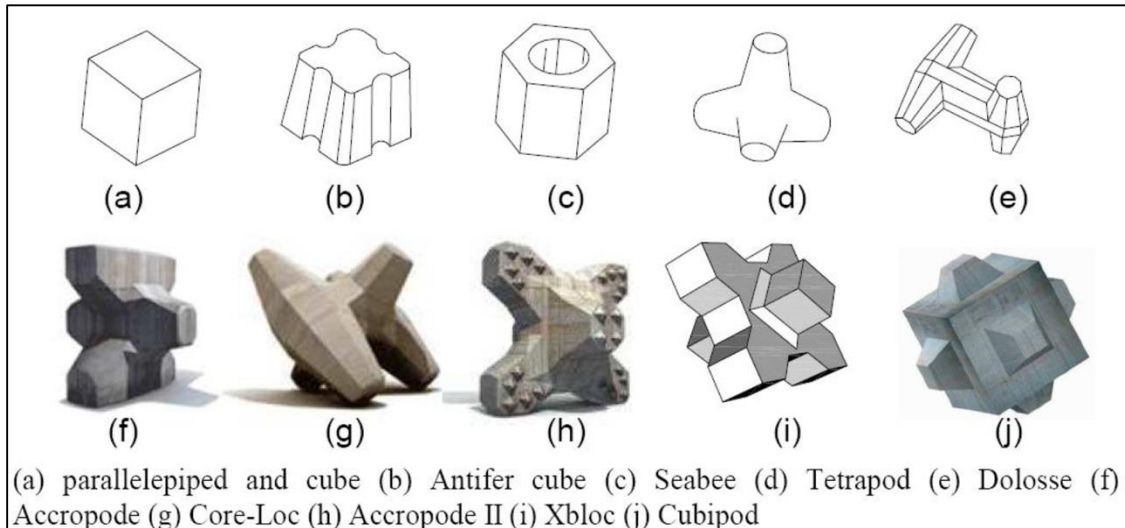 (a) (b) (c) (d) (e)
(f) (g) (h) (i) (j)
(a) parallelepiped and cube (b) Antifer cube (c) Seabee (d) Tetrapod (e) Dolosse (f)
Accropode (g) Core-Loc (h) Accropode II (i) Xbloc (j) Cubipod